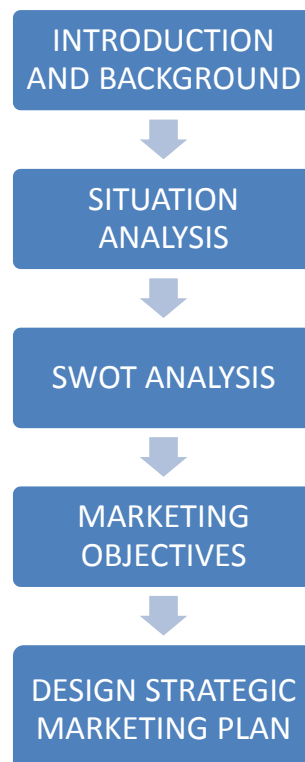 INTRODUCTION
AND BACKGROUND
SITUATION
ANALYSIS
SWOT ANALYSIS
MARKETING
OBJECTIVES
DESIGN STRATEGIC
MARKETING PLAN